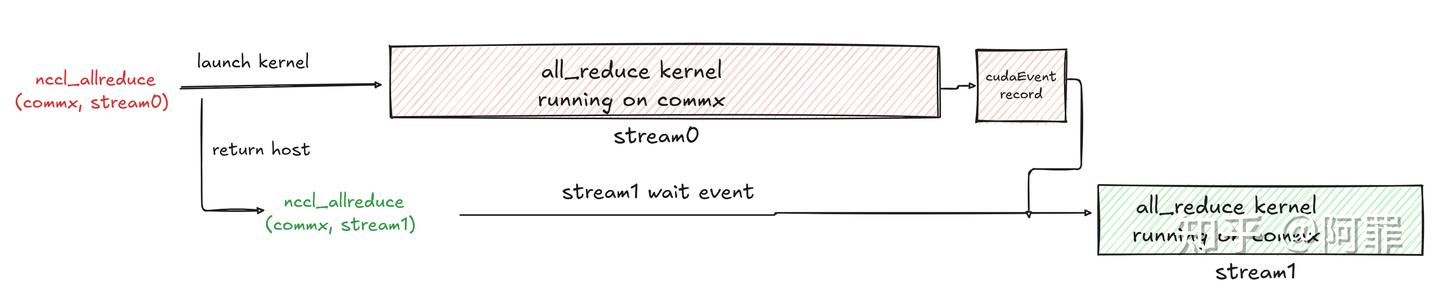 nccl_allreduce
(commx, stream0)
launch kernel
all_reduce kernel
running on commx
stream0
cudaEvent
record
return host
nccl_allreduce
(commx, stream1)
stream1 wait event
all_reduce kernel
running on commx
stream1
知乎 @阿罪